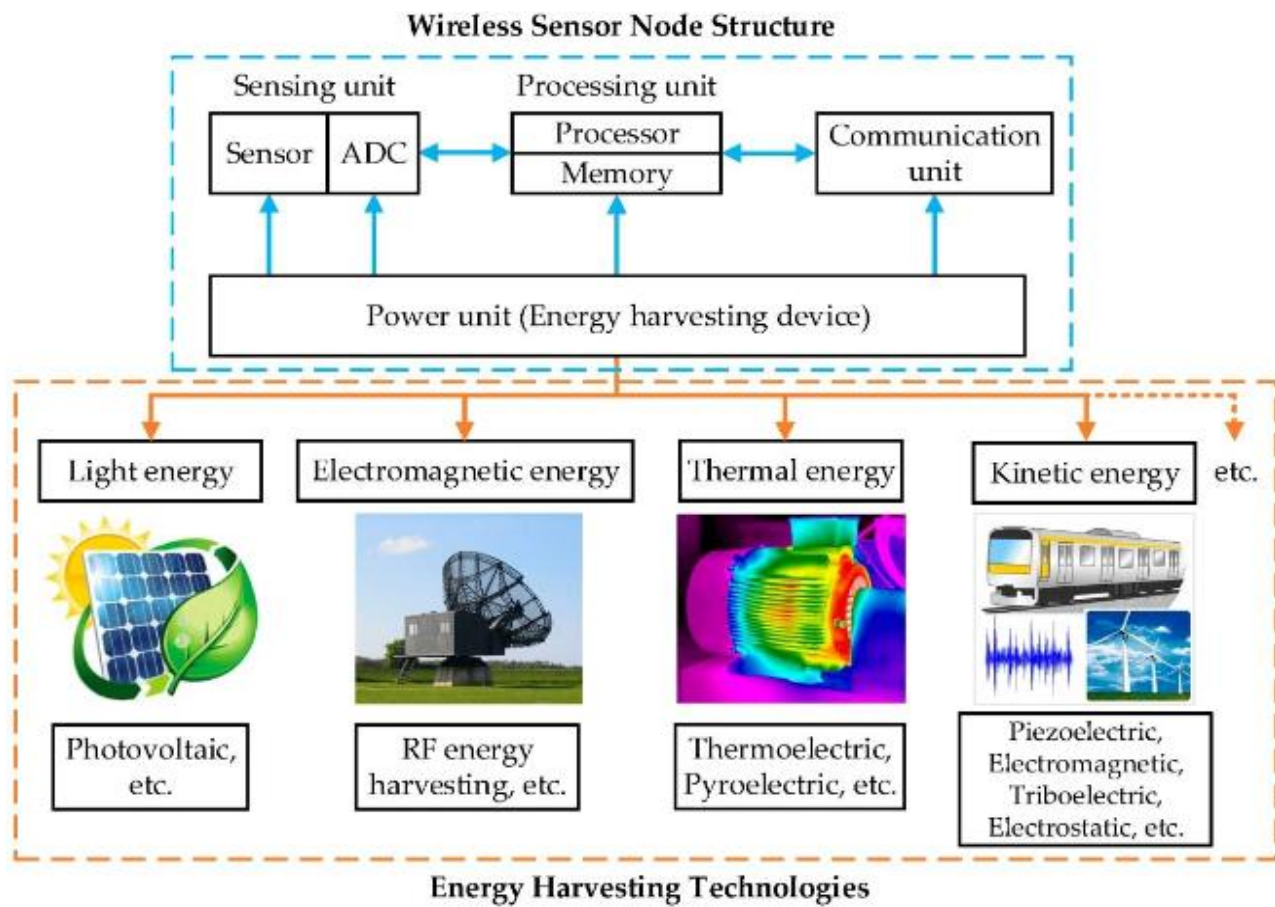 Wireless Sensor Node Structure
Sensing unit
Processing unit
Sensor
ADC
Processor
Memory
Communication
unit
Power unit (Energy harvesting device)
Light energy
Electromagnetic energy
Thermal energy
Kinetic energy
etc.
Photovoltaic,
etc.
RF energy
harvesting, etc.
Thermoelectric,
Pyroelectric, etc.
Piezoelectric,
Electromagnetic,
Triboelectric,
Electrostatic, etc.
Energy Harvesting Technologies